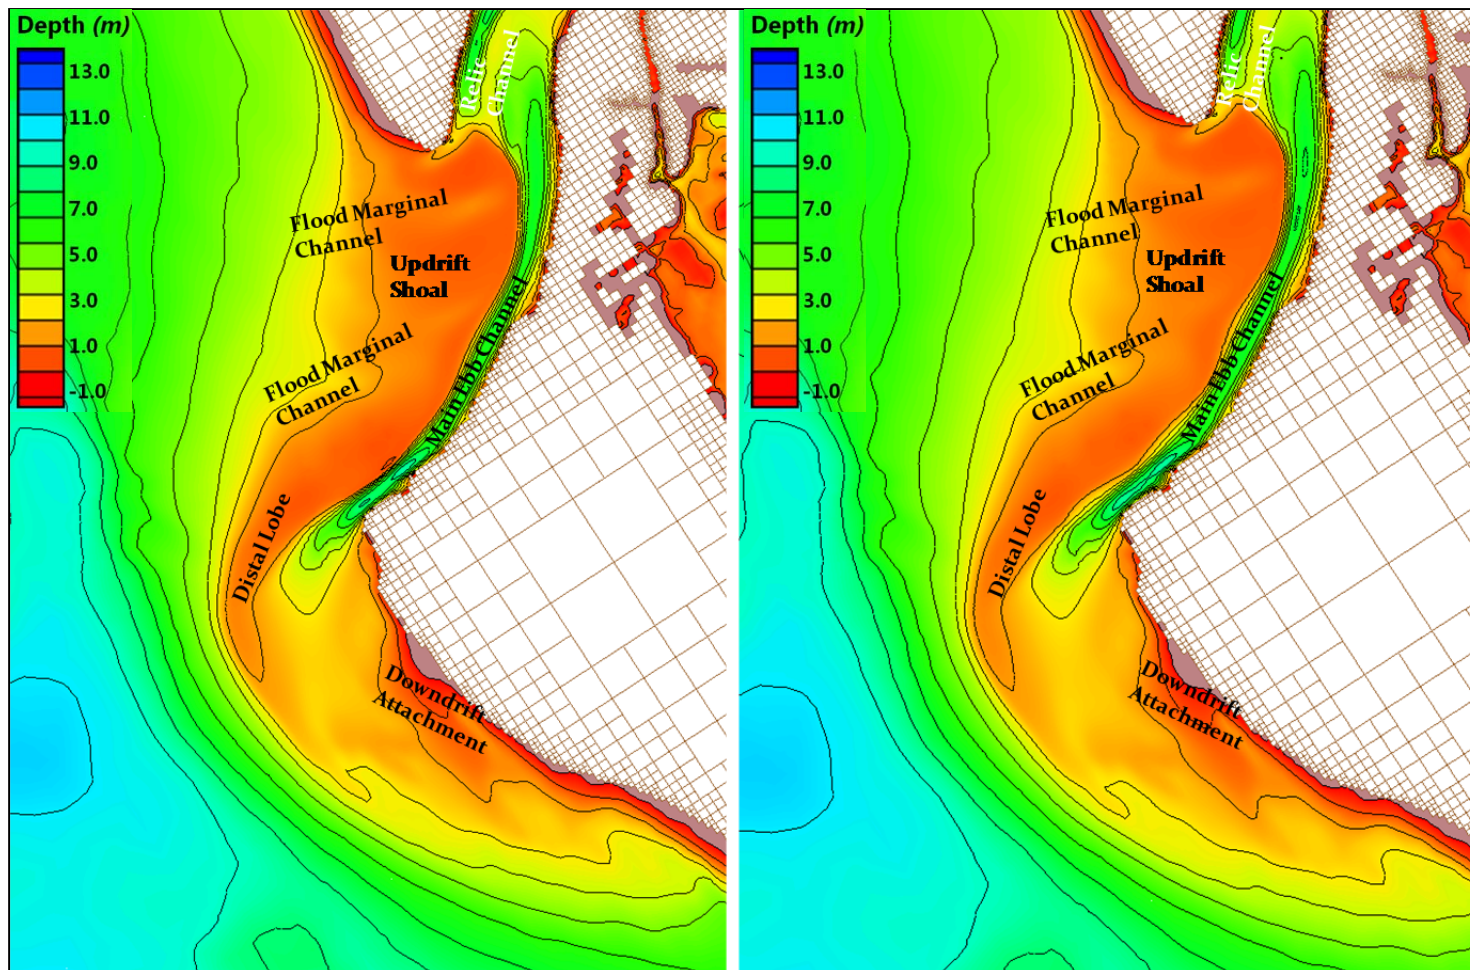 Depth (m)
13.0
11.0
9.0
7.0
5.0
3.0
1.0
-1.0
Relic
Channel
Flood Marginal
Channel
Updrift
Shoal
Flood Marginal
Channel
Main Ebb Channel
Distal Lobe
Downdrift
Attachment
Depth (m)
13.0
11.0
9.0
7.0
5.0
3.0
1.0
-1.0
Relic
Channel
Flood Marginal
Channel
Updrift
Shoal
Flood Marginal
Channel
Main Ebb Channel
Distal Lobe
Downdrift
Attachment